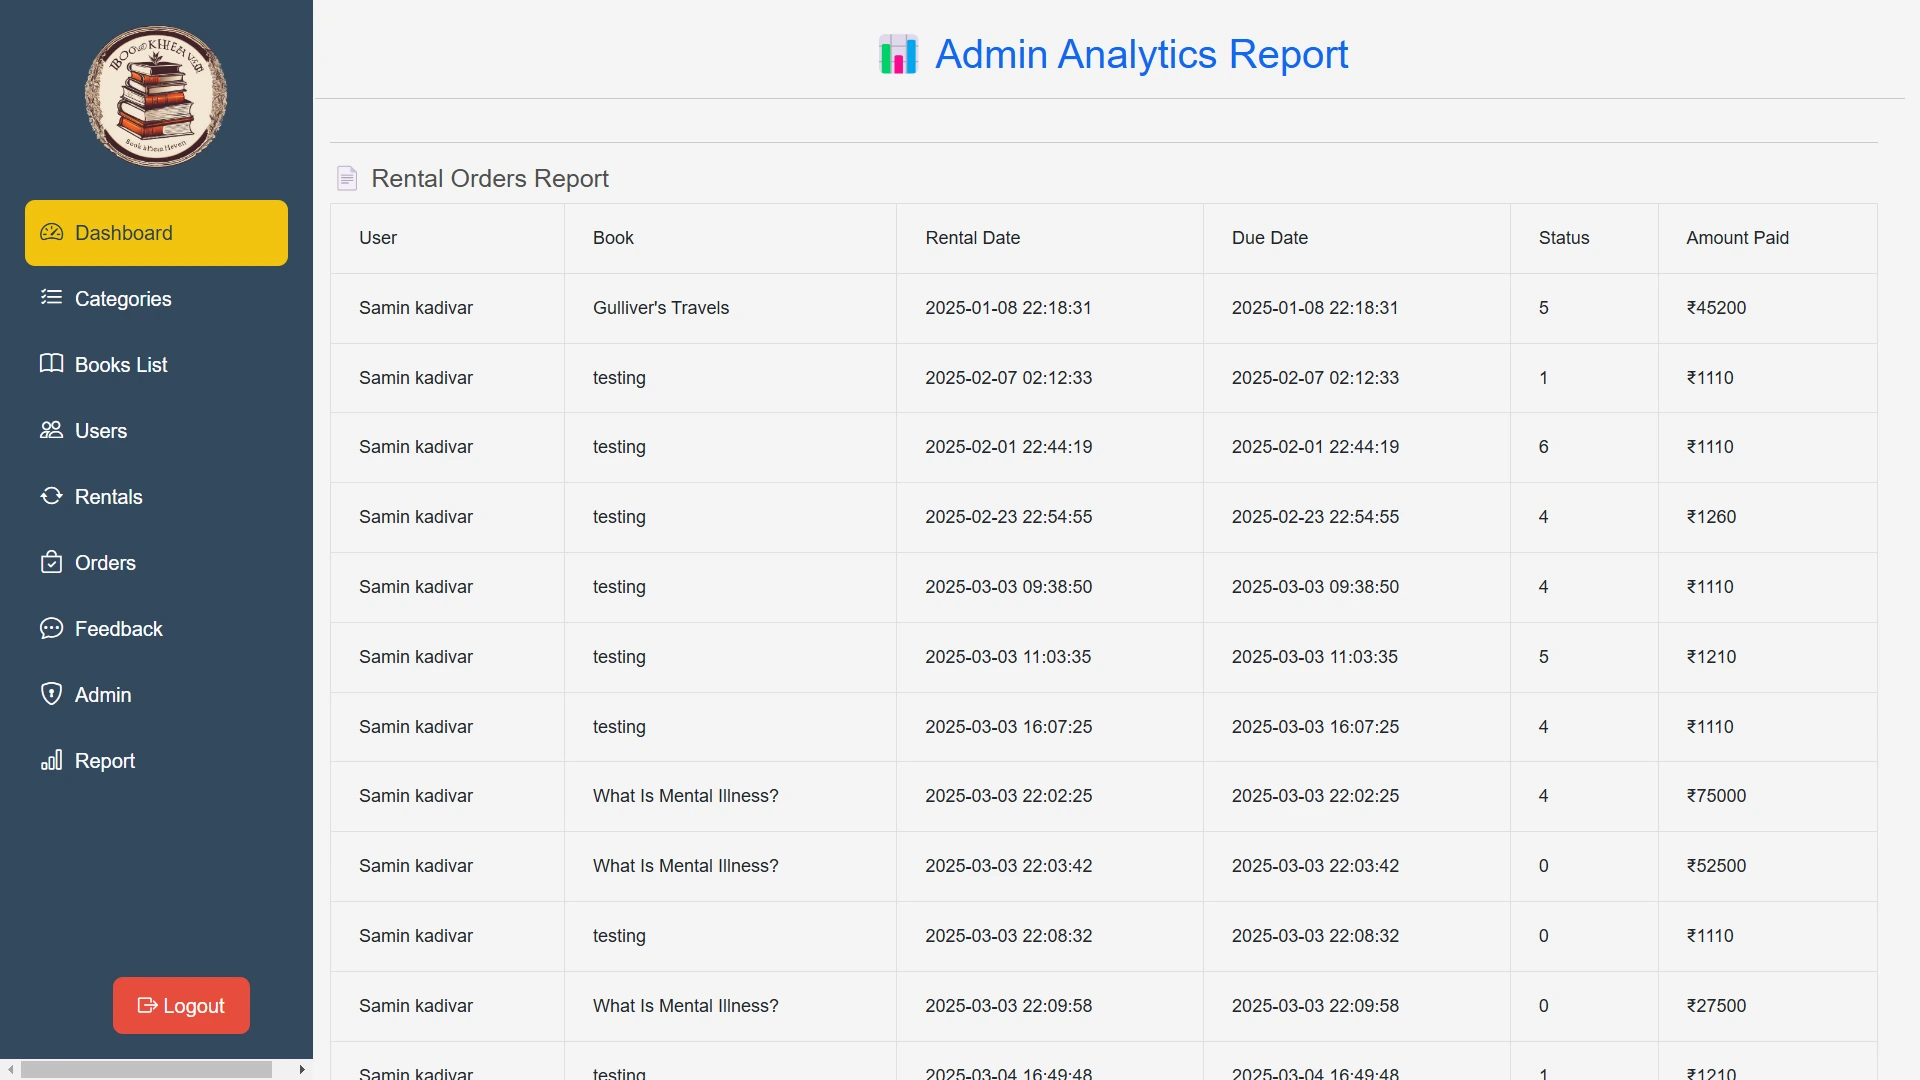 Admin Analytics Report
Dashboard
Categories
Books List
Users
Rentals
Orders
Feedback
Admin
Report
Logout
Rental Orders Report
User Book Rental Date Due Date Status Amount Paid
Samin kadivar Gulliver's Travels 2025-01-08 22:18:31 2025-01-08 22:18:31 5 ₹45200
Samin kadivar testing 2025-02-07 02:12:33 2025-02-07 02:12:33 1 ₹1110
Samin kadivar testing 2025-02-01 22:44:19 2025-02-01 22:44:19 6 ₹1110
Samin kadivar testing 2025-02-23 22:54:55 2025-02-23 22:54:55 4 ₹1260
Samin kadivar testing 2025-03-03 09:38:50 2025-03-03 09:38:50 4 ₹1110
Samin kadivar testing 2025-03-03 11:03:35 2025-03-03 11:03:35 5 ₹1210
Samin kadivar testing 2025-03-03 16:07:25 2025-03-03 16:07:25 4 ₹1110
Samin kadivar What Is Mental Illness? 2025-03-03 22:02:25 2025-03-03 22:02:25 4 ₹75000
Samin kadivar What Is Mental Illness? 2025-03-03 22:03:42 2025-03-03 22:03:42 0 ₹52500
Samin kadivar testing 2025-03-03 22:08:32 2025-03-03 22:08:32 0 ₹1110
Samin kadivar What Is Mental Illness? 2025-03-03 22:09:58 2025-03-03 22:09:58 0 ₹27500
Samin kadivar testing 2025-03-04 16:49:48 2025-03-04 16:49:48 1 ₹1210